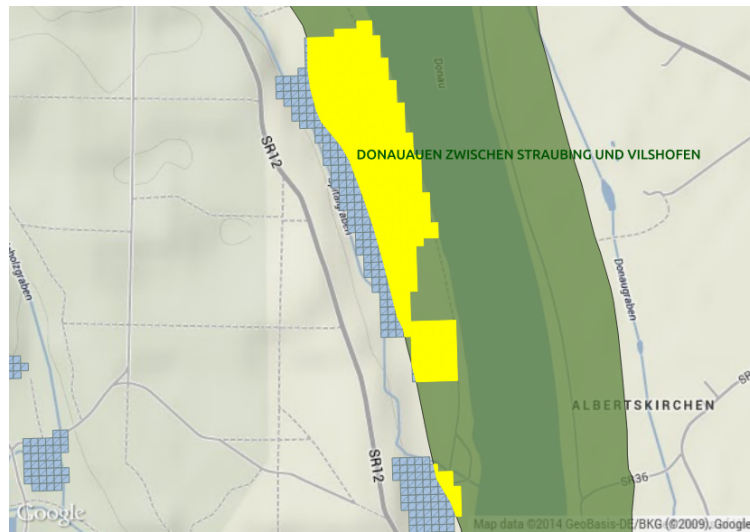 Donau
SR12
DONAUAUEN ZWISCHEN STRAUBING UND VILSHOFEN
Donaugraben
ALBERTSKIRCHEN
SR12
SR36
Google
Map data ©2014 GeoBasis-DE/BKG (©2009), Google